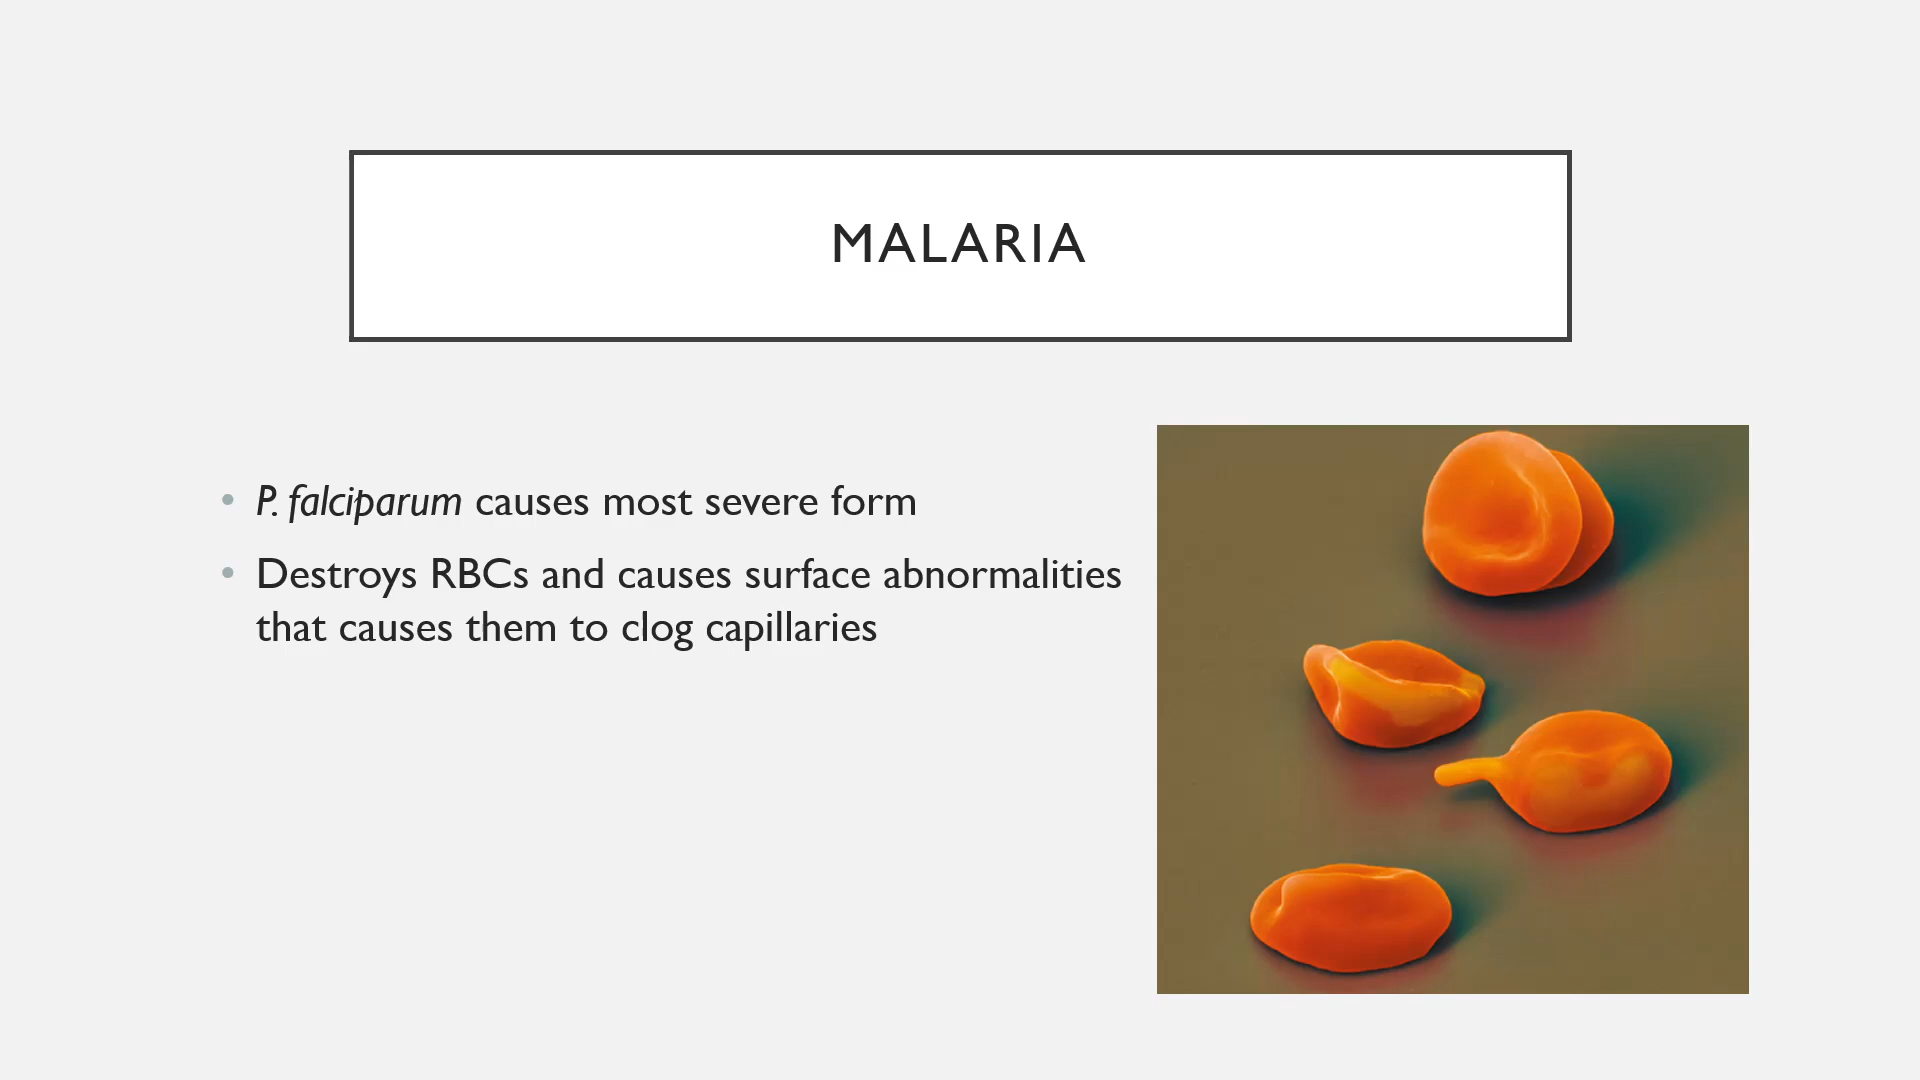 MALARIA
• P. falciparum causes most severe form
• Destroys RBCs and causes surface abnormalities
that causes them to clog capillaries